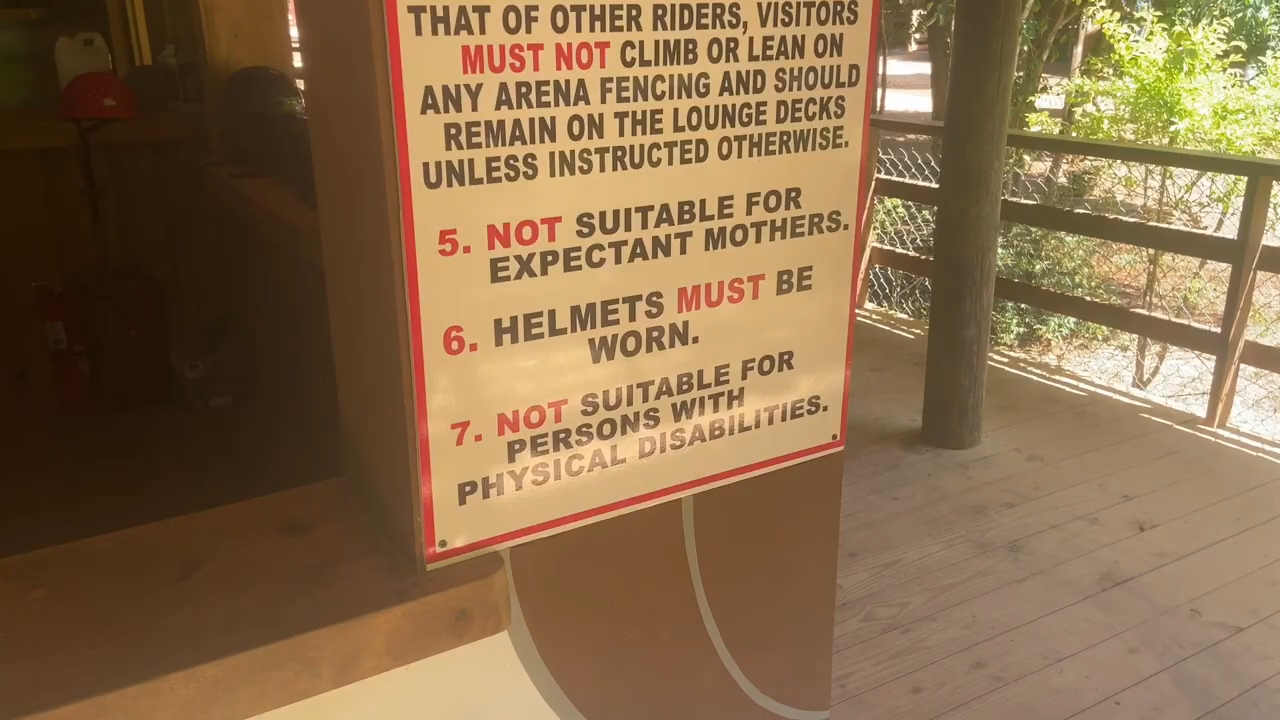 THAT OF OTHER RIDERS, VISITORS
MUST NOT CLIMB OR LEAN ON
ANY ARENA FENCING AND SHOULD
REMAIN ON THE LOUNGE DECKS
UNLESS INSTRUCTED OTHERWISE.
5. NOT SUITABLE FOR
EXPECTANT MOTHERS.
6. HELMETS MUST BE
WORN.
7. NOT SUITABLE FOR
PERSONS WITH
PHYSICAL DISABILITIES.